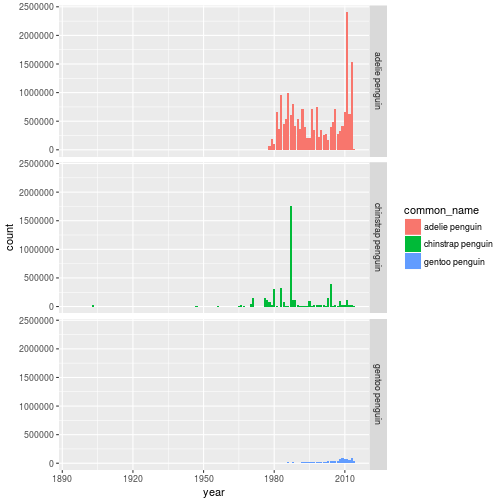 2500000
2000000
1500000
1000000
500000
0
adelie penguin
2500000
2000000
1500000
1000000
500000
0
chinstrap penguin
2500000
2000000
1500000
1000000
500000
0
gentoo penguin
count
1890
1920
1950
1980
2010
year
common_name
adelie penguin
chinstrap penguin
gentoo penguin